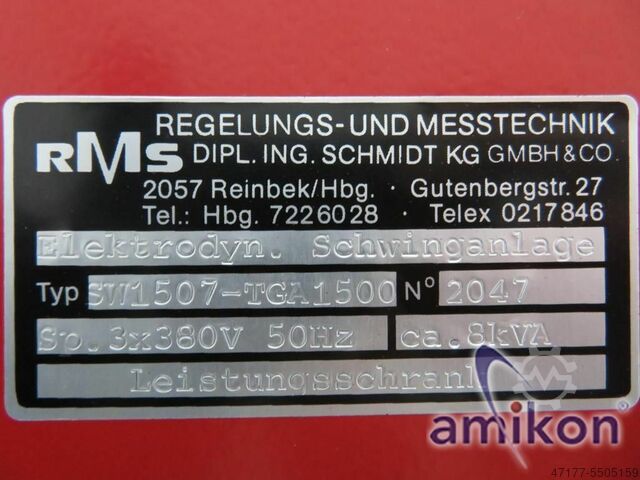 RMS
REGELUNGS-UND MESSTECHNIK
DIPL. ING. SCHMIDT KG GMBH & CO.
2057 Reinbek/Hbg. · Gutenbergstr. 27
Tel.: Hbg. 7226028 · Telex 0217846
Elektrodyn. Schwinganlage
Typ SW1507-TGA1500 Nº 2047
Sp. 3x380V 50Hz ca. 8kVA
Leistungsschrank
amikon
47177-5505159